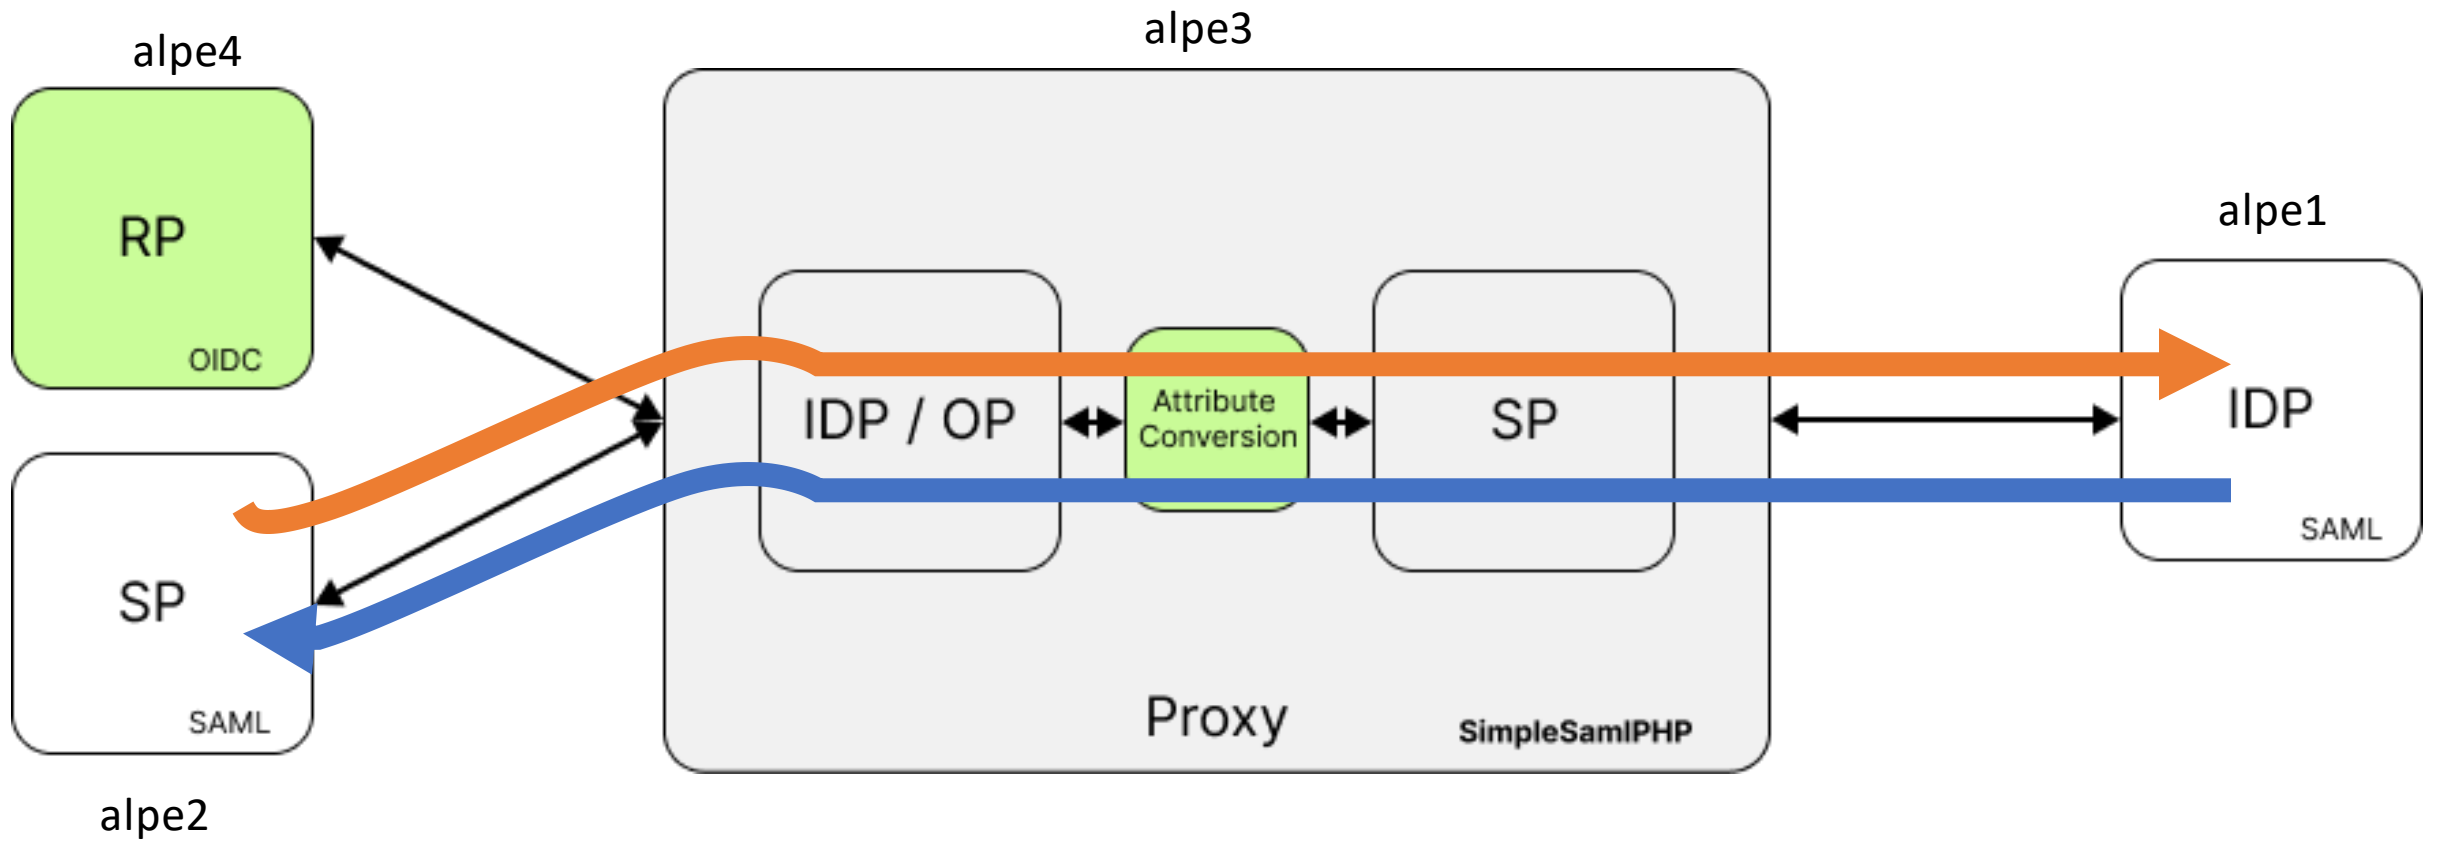 alpe4
alpe3
RP
OIDC
alpe1
IDP / OP
Attribute
Conversion
SP
IDP
SAML
SP
SAML
Proxy
SimpleSamlPHP
alpe2